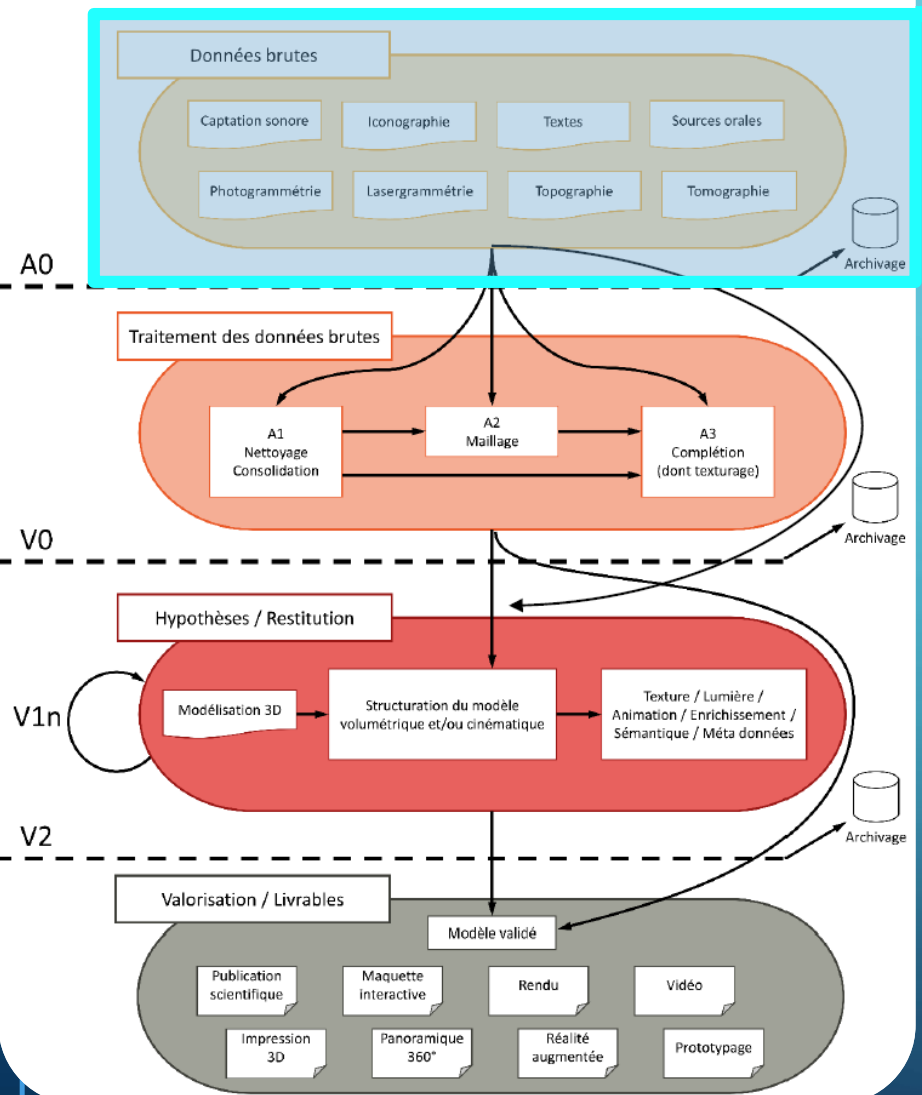 Données brutes
Captation sonore
Iconographie
Textes
Sources orales
Photogrammétrie
Lasergrammétrie
Topographie
Tomographie
Archivage
A0
Traitement des données brutes
A1
Nettoyage
Consolidation
A2
Maillage
A3
Complétion
(dont texturage)
Archivage
V0
Hypothèses / Restitution
V1n
Modélisation 3D
Structuration du modèle
volumétrique et/ou cinématique
Texture / Lumière /
Animation / Enrichissement /
Sémantique / Méta données
Archivage
V2
Valorisation / Livrables
Modèle validé
Publication
scientifique
Maquette
interactive
Rendu
Vidéo
Impression
3D
Panoramique
360°
Réalité
augmentée
Prototypage